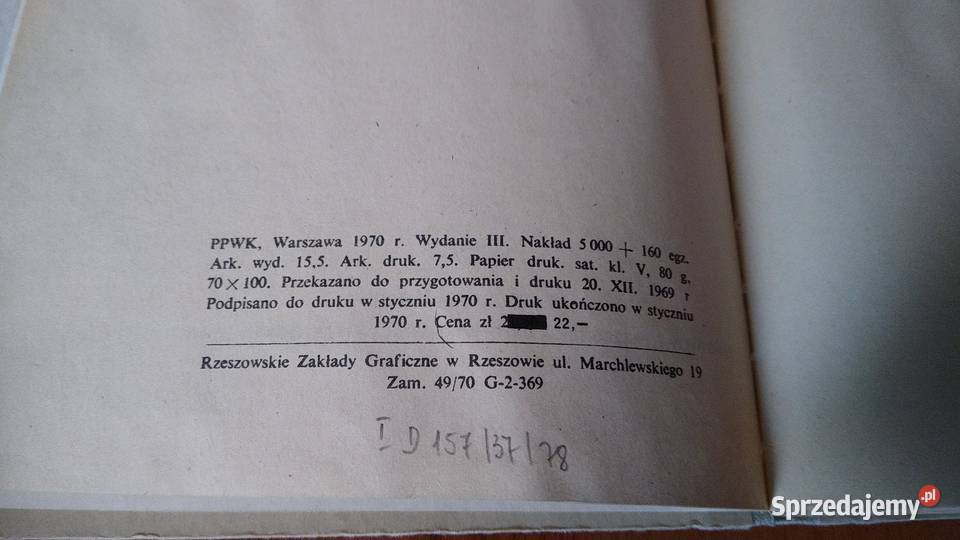 PPWK, Warszawa 1970 r. Wydanie III. Nakład 5 000 + 160 egz.
Ark. wyd. 15,5. Ark. druk. 7,5. Papier druk. sat. kl. V, 80 g,
70 × 100. Przekazano do przygotowania i druku 20. XII. 1969 r
Podpisano do druku w styczniu 1970 r. Druk ukończono w styczniu
1970 r. Cena zł 2 22,—
Rzeszowskie Zakłady Graficzne w Rzeszowie ul. Marchlewskiego 19
Zam. 49/70 G-2-369
I D 157/37/78
Sprzedajemy.pl